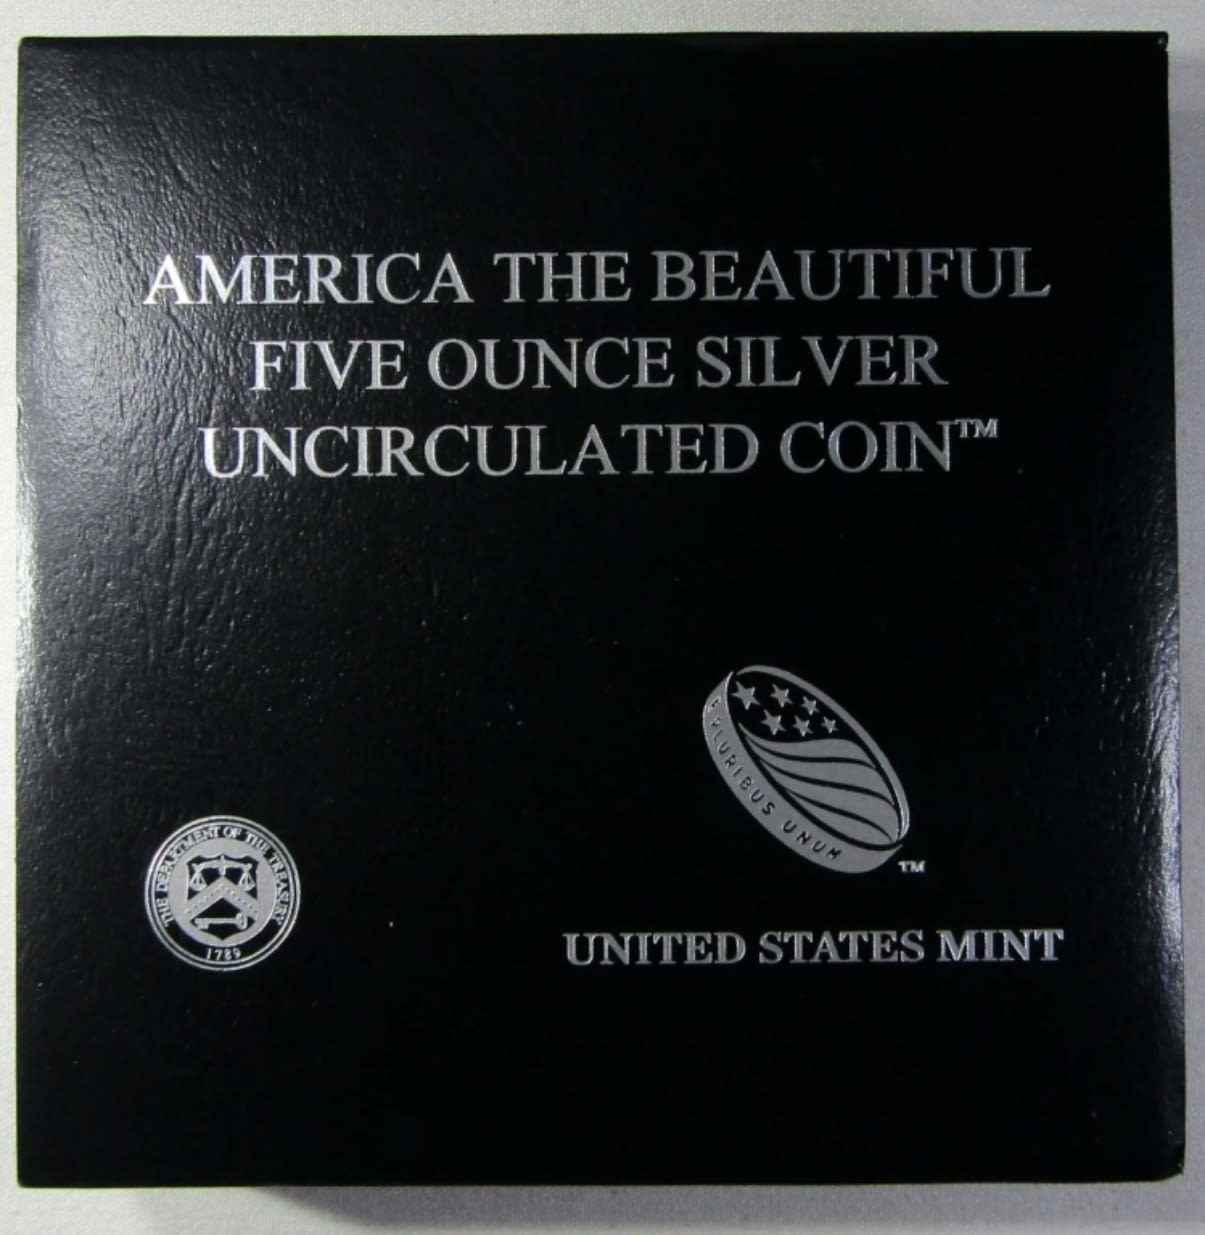 AMERICA THE BEAUTIFUL
FIVE OUNCE SILVER
UNCIRCULATED COIN™
E PLURIBUS UNUM
™
THE DEPARTMENT OF THE TREASURY
1789
UNITED STATES MINT